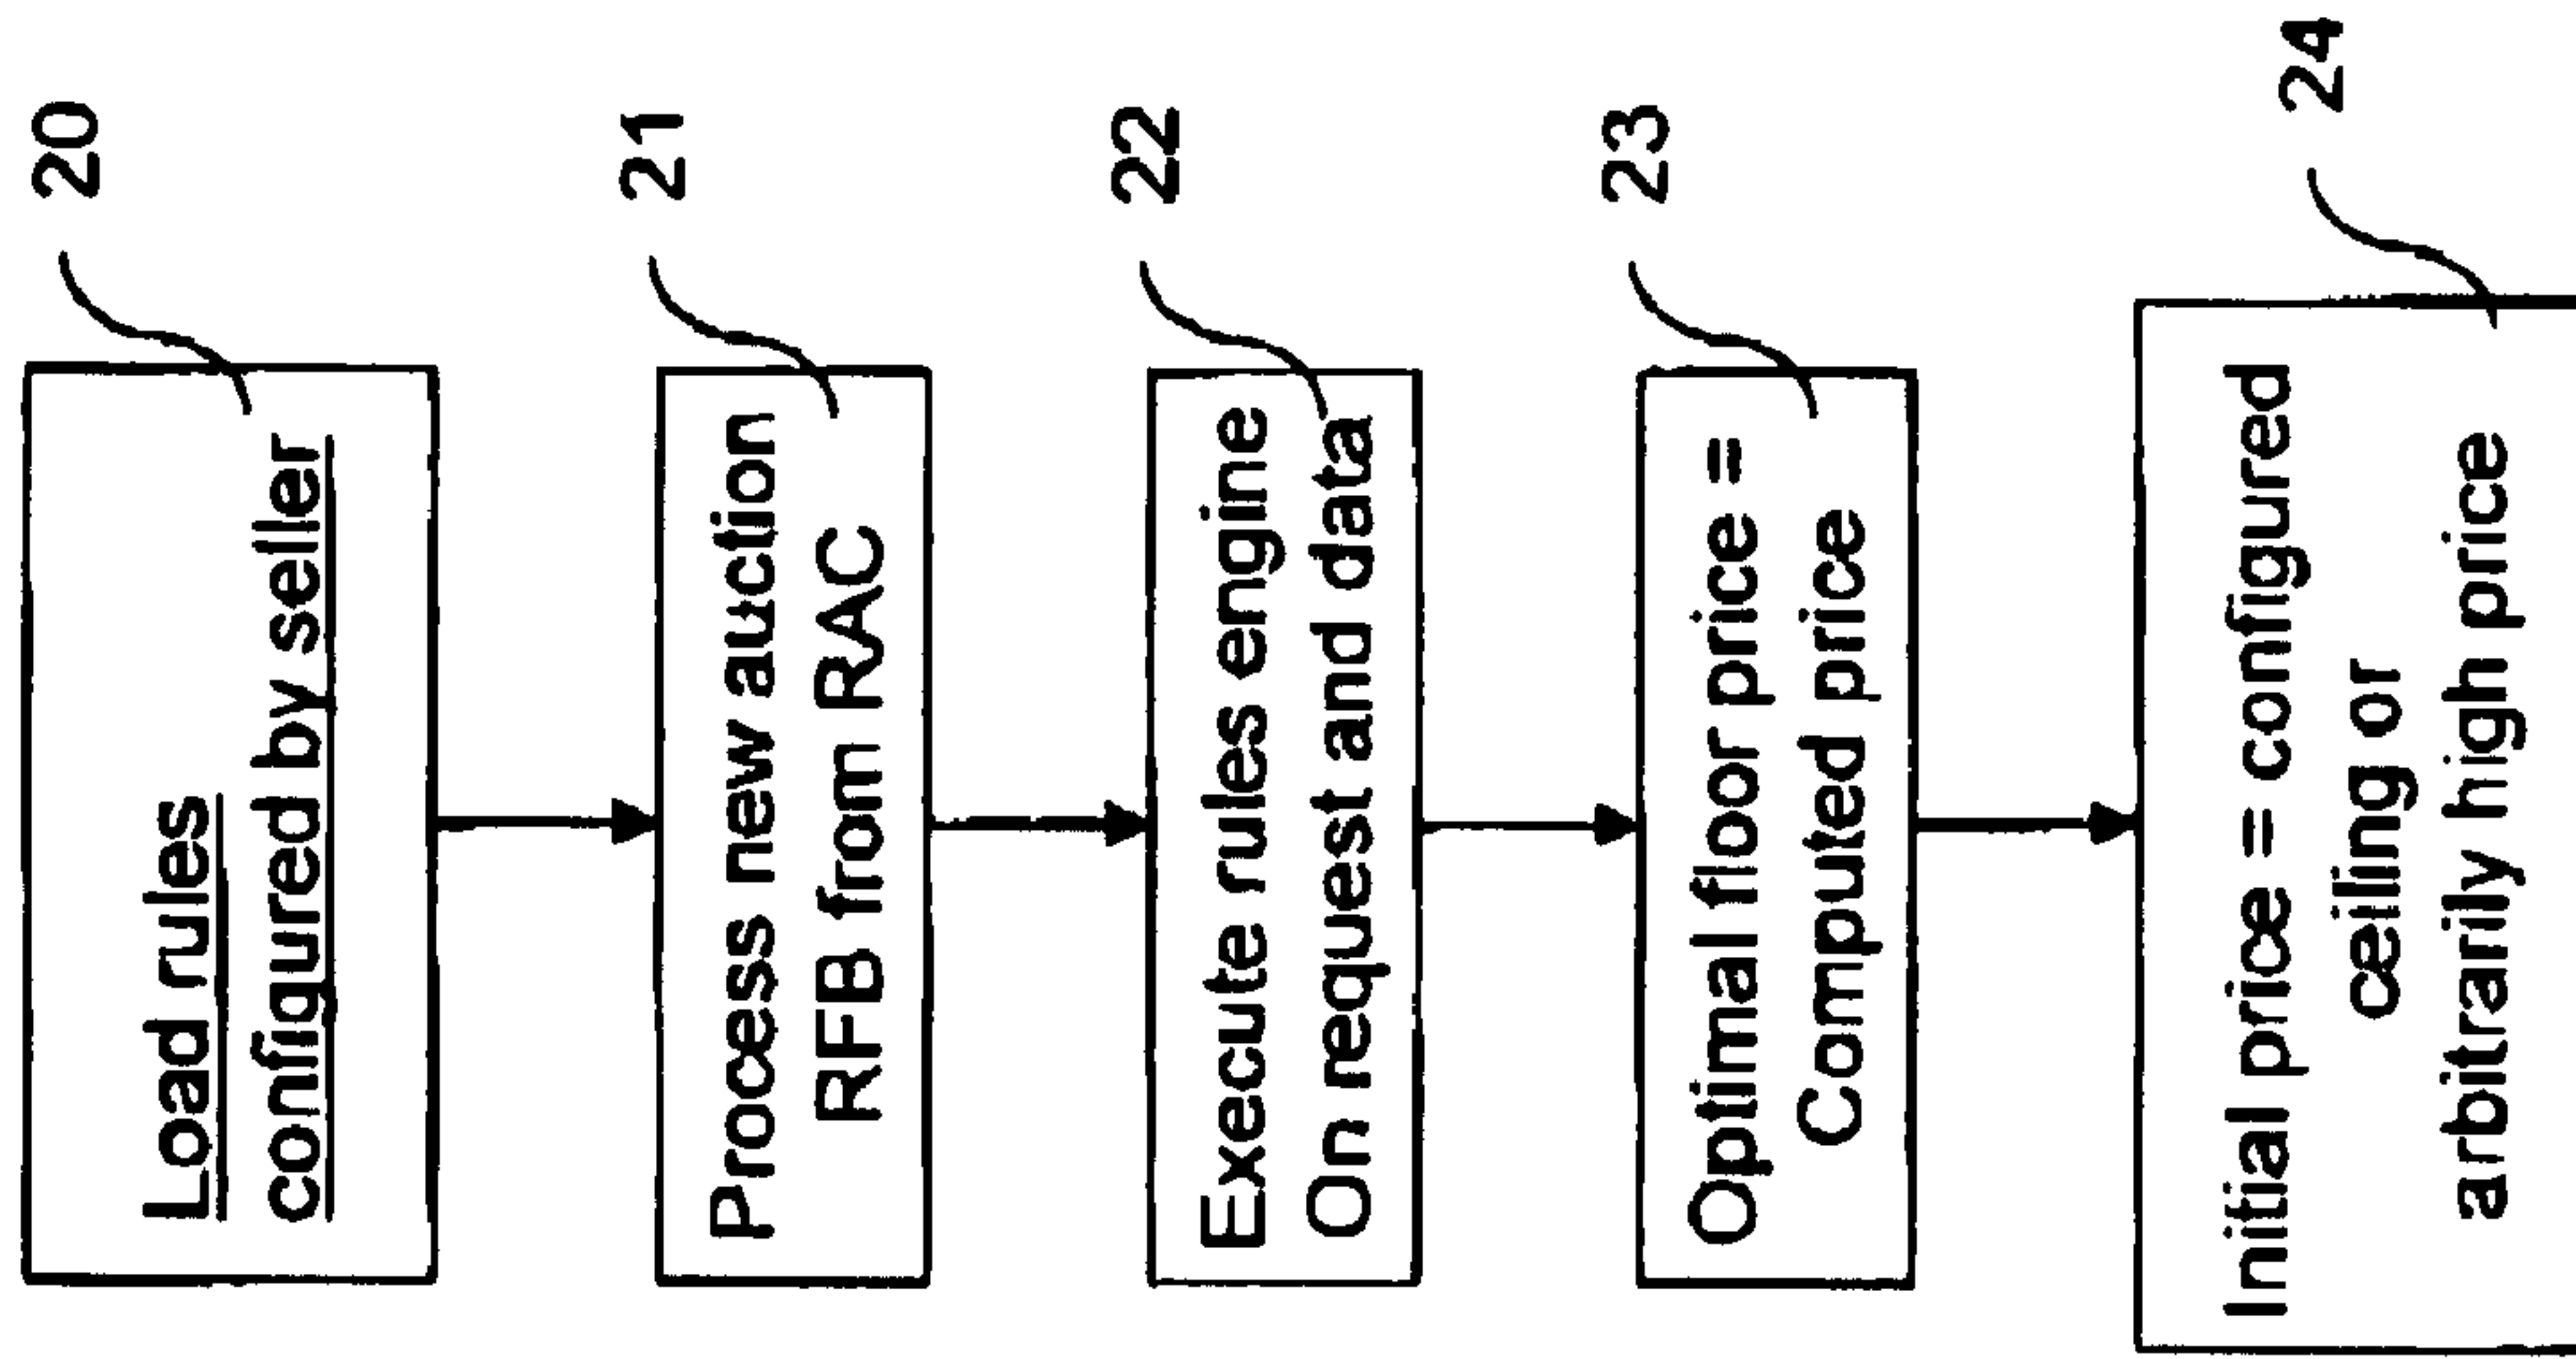 20
Load rules
configured by seller
21
Process new auction
RFB from RAC
22
Execute rules engine
On request and data
23
Optimal floor price =
Computed price
24
Initial price = configured
ceiling or
arbitrarily high price